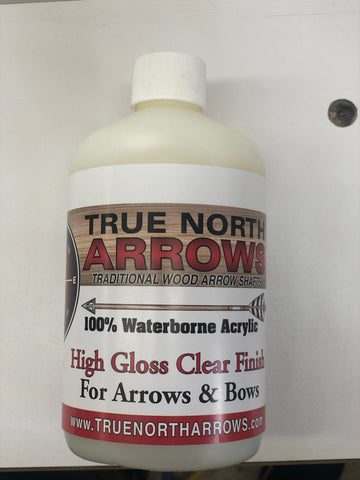 TRUE NORTH
ARROWS
TRADITIONAL WOOD ARROW SHAFTS
E
100% Waterborne Acrylic
High Gloss Clear Finish
For Arrows & Bows
www.TRUENORTHARROWS.com